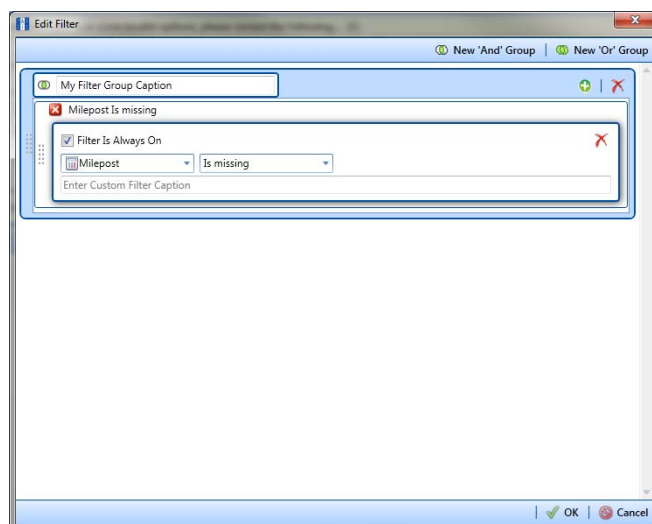 Edit Filter
New 'And' Group | New 'Or' Group
My Filter Group Caption
Milepost Is missing
Filter Is Always On
Milepost Is missing
Enter Custom Filter Caption
OK | Cancel